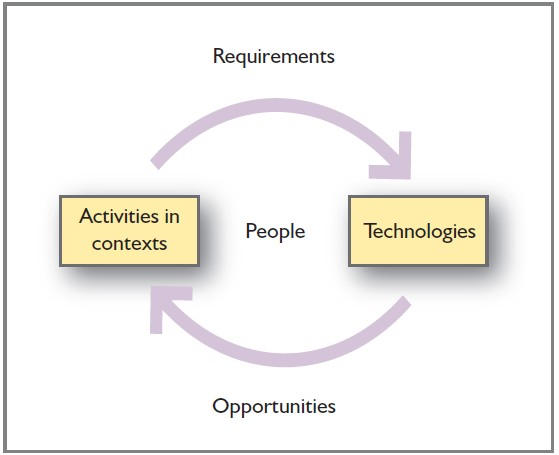 Requirements
Activities in
contexts
People
Technologies
Opportunities